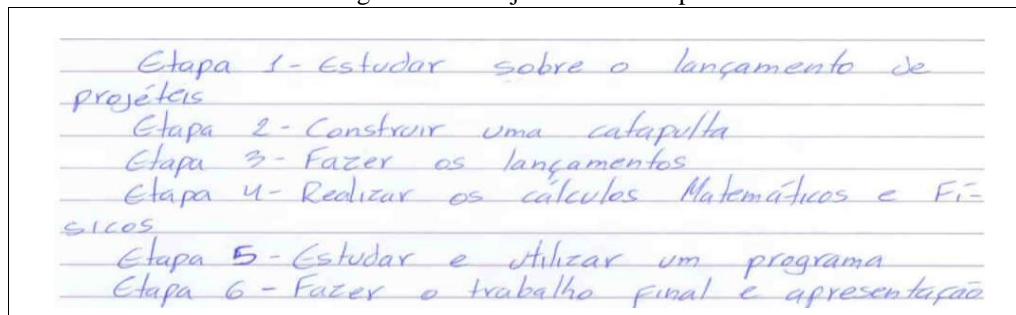 Etapa 1 - Estudar sobre o lançamento de
projéteis
Etapa 2 - Construir uma catapulta
Etapa 3 - Fazer os lançamentos
Etapa 4 - Realizar os cálculos Matemáticos e Fí-
sicos
Etapa 5 - Estudar e utilizar um programa
Etapa 6 - Fazer o trabalho final e apresentação